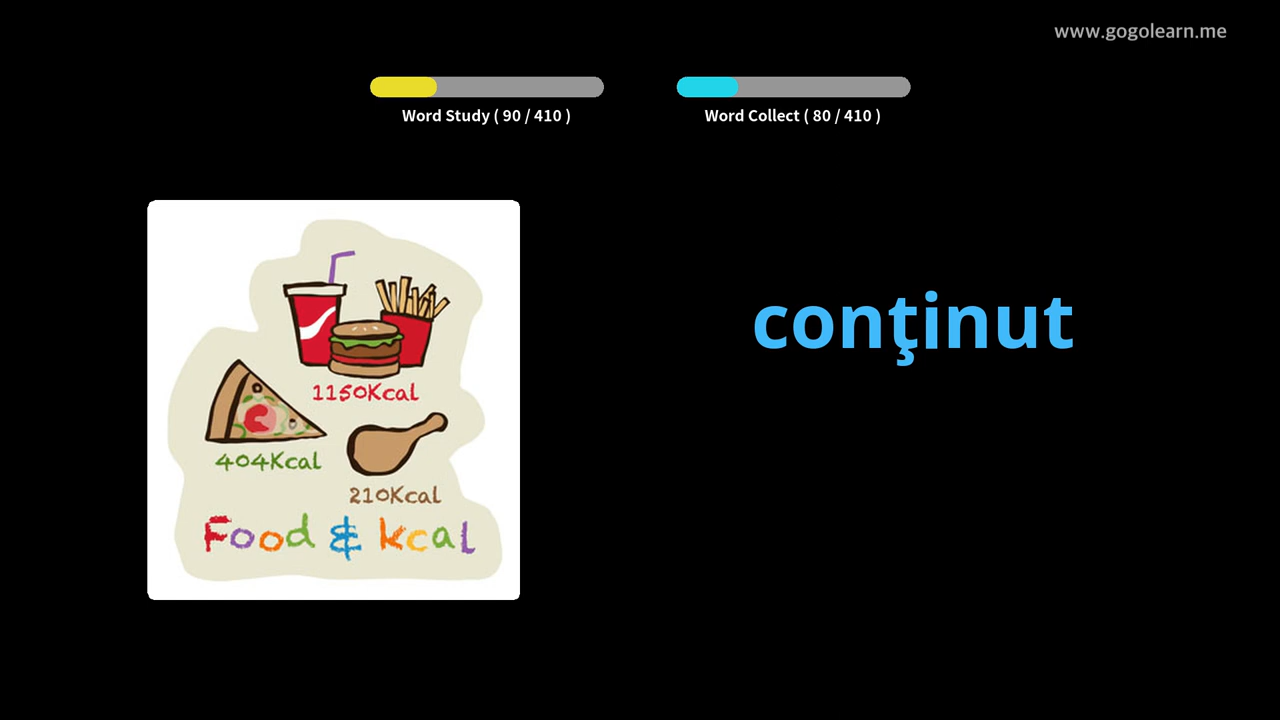 www.gogolearn.me
Word Study ( 90 / 410 )
Word Collect ( 80 / 410 )
conţinut
1150Kcal
404Kcal
210Kcal
Food & kcal